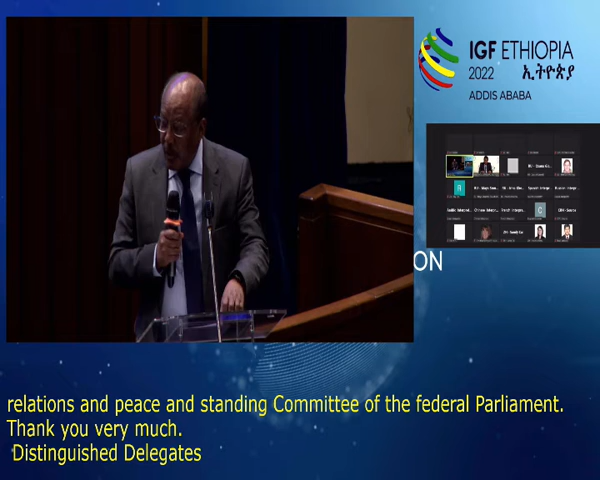 IGF ETHIOPIA
2022 ኢትዮጵያ
ADDIS ABABA
ON
relations and peace and standing Committee of the federal Parliament.
Thank you very much.
Distinguished Delegates